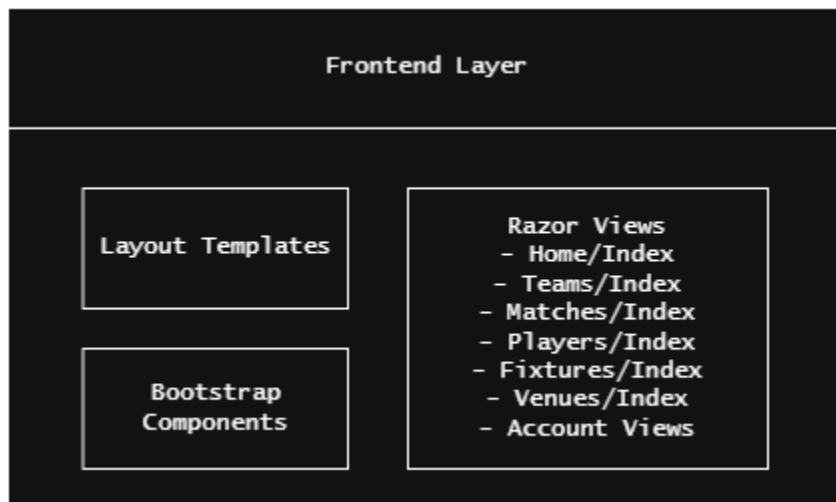 Frontend Layer
Layout Templates
Bootstrap
Components
Razor Views
- Home/Index
- Teams/Index
- Matches/Index
- Players/Index
- Fixtures/Index
- Venues/Index
- Account Views